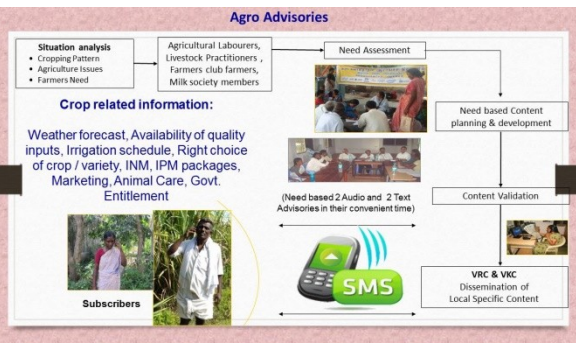 Agro Advisories
Situation analysis
• Cropping Pattern
• Agriculture Issues
• Farmers Need
Agricultural Labourers,
Livestock Practitioners ,
Farmers club farmers,
Milk society members
Need Assessment
Need based Content
planning & development
Content Validation
VRC & VKC
Dissemination of
Local Specific Content
Crop related information:
Weather forecast, Availability of quality
inputs, Irrigation schedule, Right choice
of crop / variety, INM, IPM packages,
Marketing, Animal Care, Govt.
Entitlement
(Need based 2 Audio and 2 Text
Advisories in their convenient time)
SMS
Subscribers